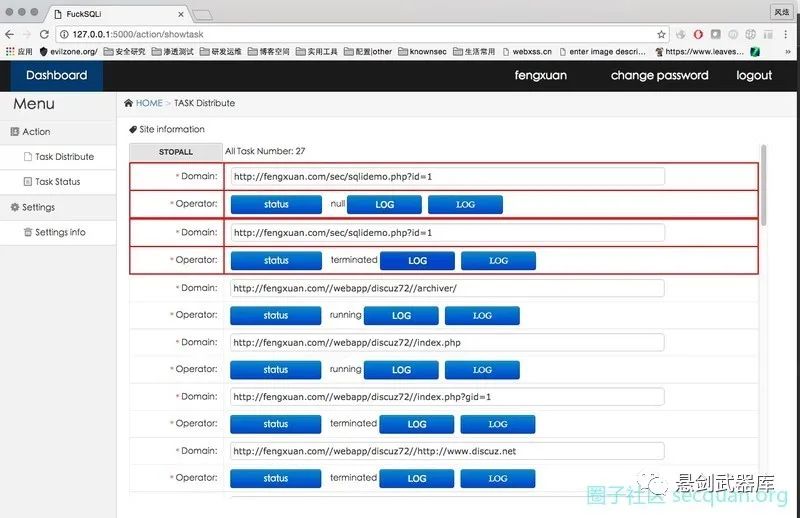 FuckSQLi
风炫
127.0.0.1:5000/action/showtask
应用 evilzone.org/ 安全研究 渗透测试 研发运维 博客空间 实用工具 配置|other knownsec 生活常用 webxss.cn enter image descri... https://www.leaves...
Dashboard fengxuan change password logout
Menu
HOME > TASK Distribute
Action
Task Distribute
Task Status
Settings
Settings info
Site information
STOPALL All Task Number: 27
* Domain: http://fengxuan.com/sec/sqlidemo.php?id=1
* Operator: status null LOG LOG
* Domain: http://fengxuan.com/sec/sqlidemo.php?id=1
* Operator: status terminated LOG LOG
* Domain: http://fengxuan.com//webapp/discuz72//archiver/
* Operator: status running LOG LOG
* Domain: http://fengxuan.com//webapp/discuz72//index.php
* Operator: status running LOG LOG
* Domain: http://fengxuan.com//webapp/discuz72//index.php?gid=1
* Operator: status terminated LOG LOG
* Domain: http://fengxuan.com//webapp/discuz72//http://www.discuz.net
* Operator: status terminated LOG LOG
悬剑武器库
圈子社区 secquan.org